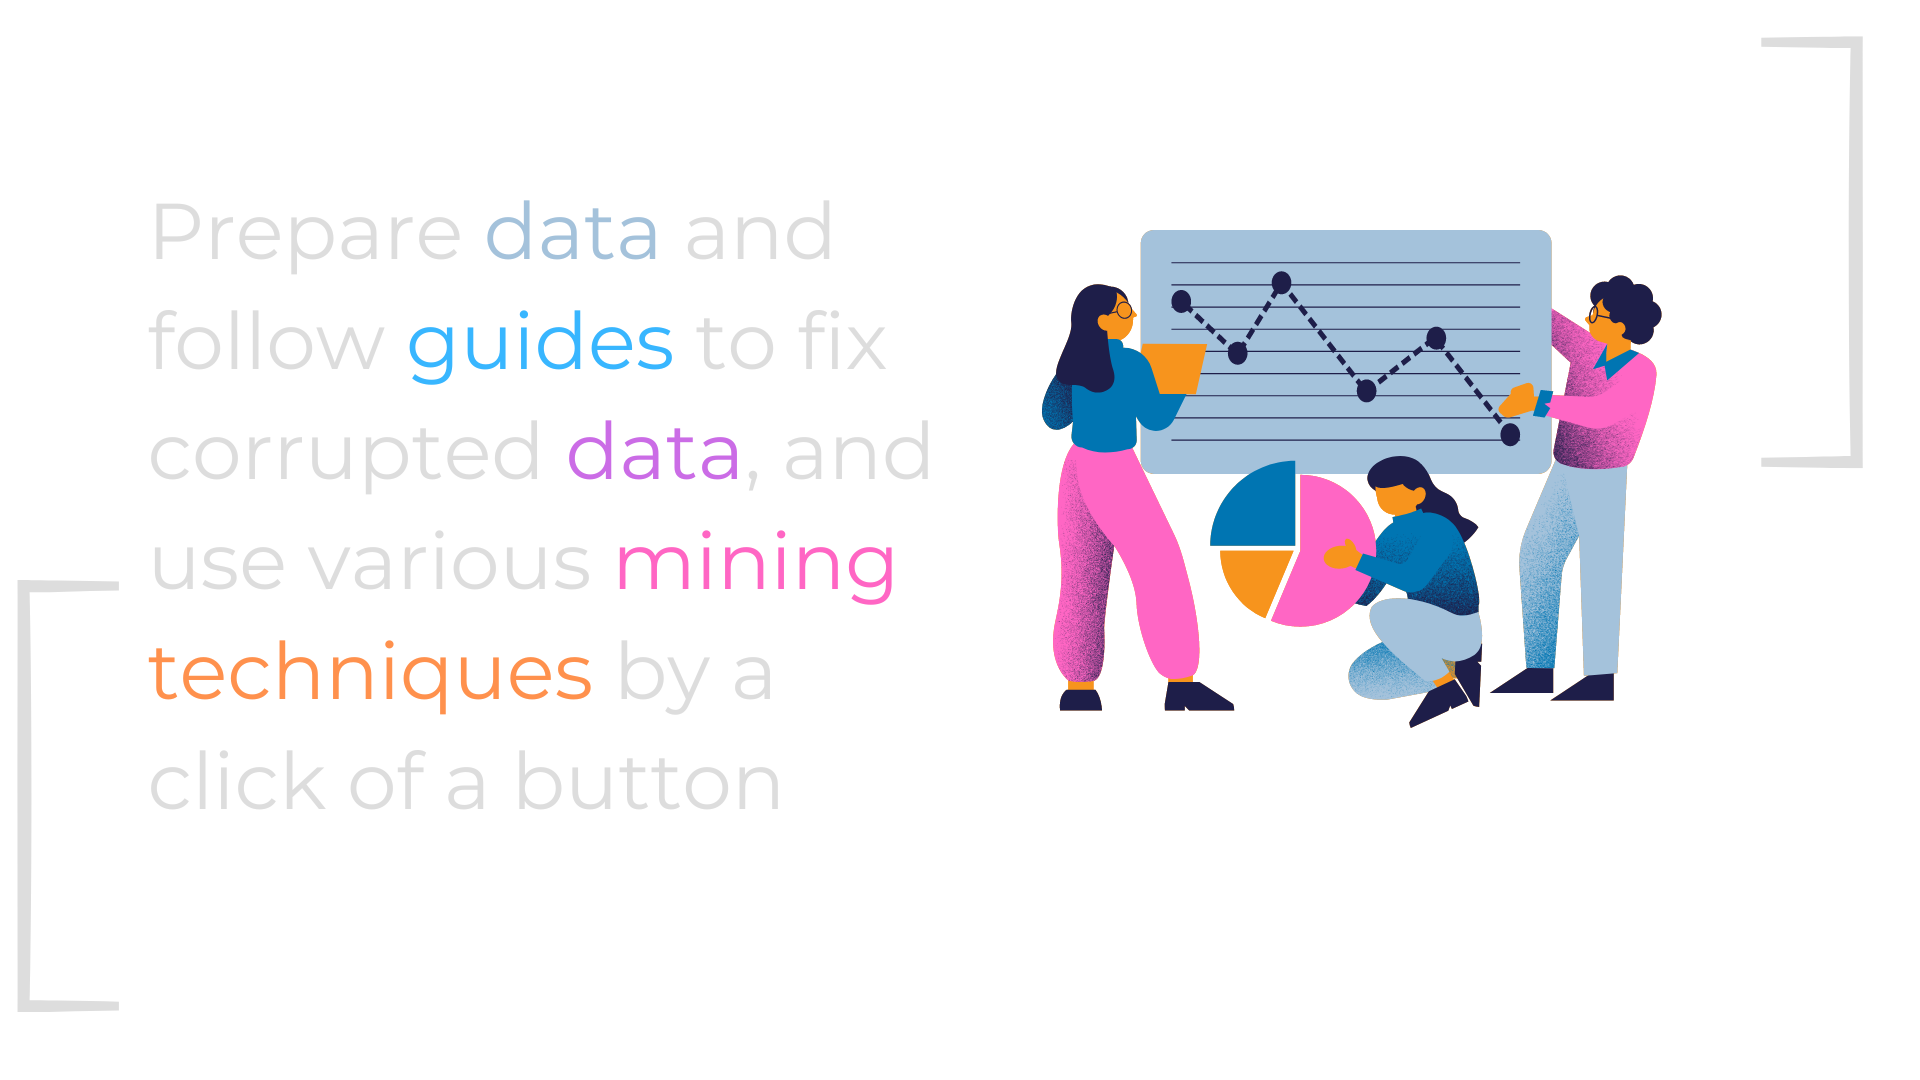 Prepare data and
follow guides to fix
corrupted data, and
use various mining
techniques by a
click of a button